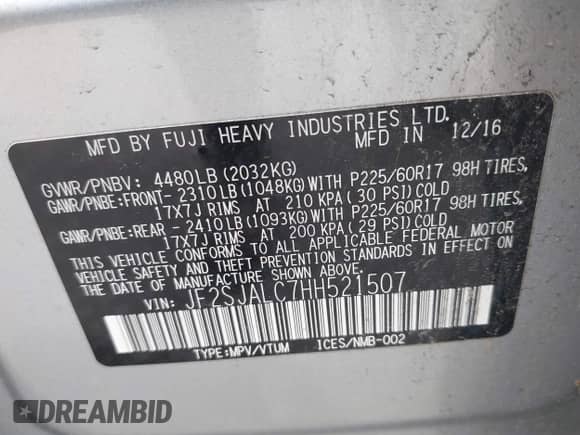 MFD BY FUJI HEAVY INDUSTRIES LTD.
MFD IN 12/16
GVWR/PNBV: 4480LB (2032KG)
GAWR/PNBE:FRONT- 2310LB (1048KG)WITH P225/60R17 98H TIRES,
17X7J RIMS AT 210 KPA ( 30 PSI)COLD
GAWR/PNBE:REAR - 2410LB (1093KG)WITH P225/60R17 98H TIRES,
17X7J RIMS AT 200 KPA ( 29 PSI)COLD
THIS VEHICLE CONFORMS TO ALL APPLICABLE FEDERAL MOTOR
VEHICLE SAFETY AND THEFT PREVENTION STANDARDS IN EFFECT ON
THE DATE OF MANUFACTURE SHOWN ABOVE.
VIN: JF2SJALC7HH521507
TYPE:MPV/VTUM ICES/NMB-002
DREAMBID